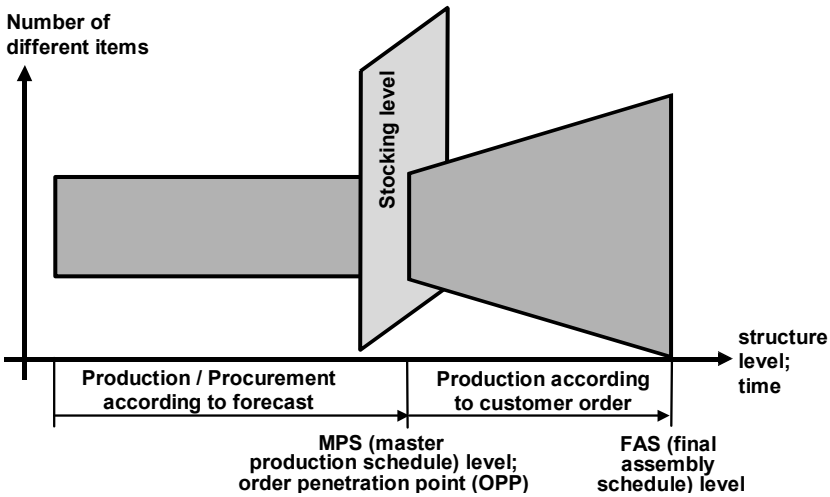 Number of
different items
Stocking level
structure
level;
time
Production / Procurement
according to forecast
Production according
to customer order
MPS (master
production schedule) level;
order penetration point (OPP)
FAS (final
assembly
schedule) level